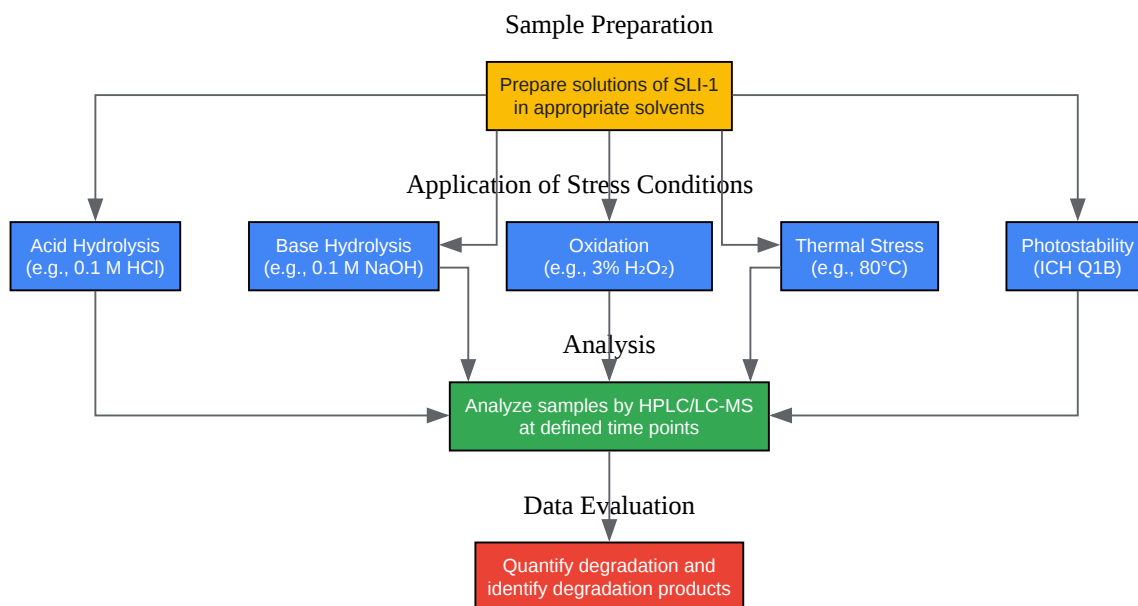 Sample Preparation
Prepare solutions of SLI-1
in appropriate solvents
Application of Stress Conditions
Acid Hydrolysis
(e.g., 0.1 M HCl)
Base Hydrolysis
(e.g., 0.1 M NaOH)
Oxidation
(e.g., 3% H₂O₂)
Thermal Stress
(e.g., 80°C)
Photostability
(ICH Q1B)
Analysis
Analyze samples by HPLC/LC-MS
at defined time points
Data Evaluation
Quantify degradation and
identify degradation products